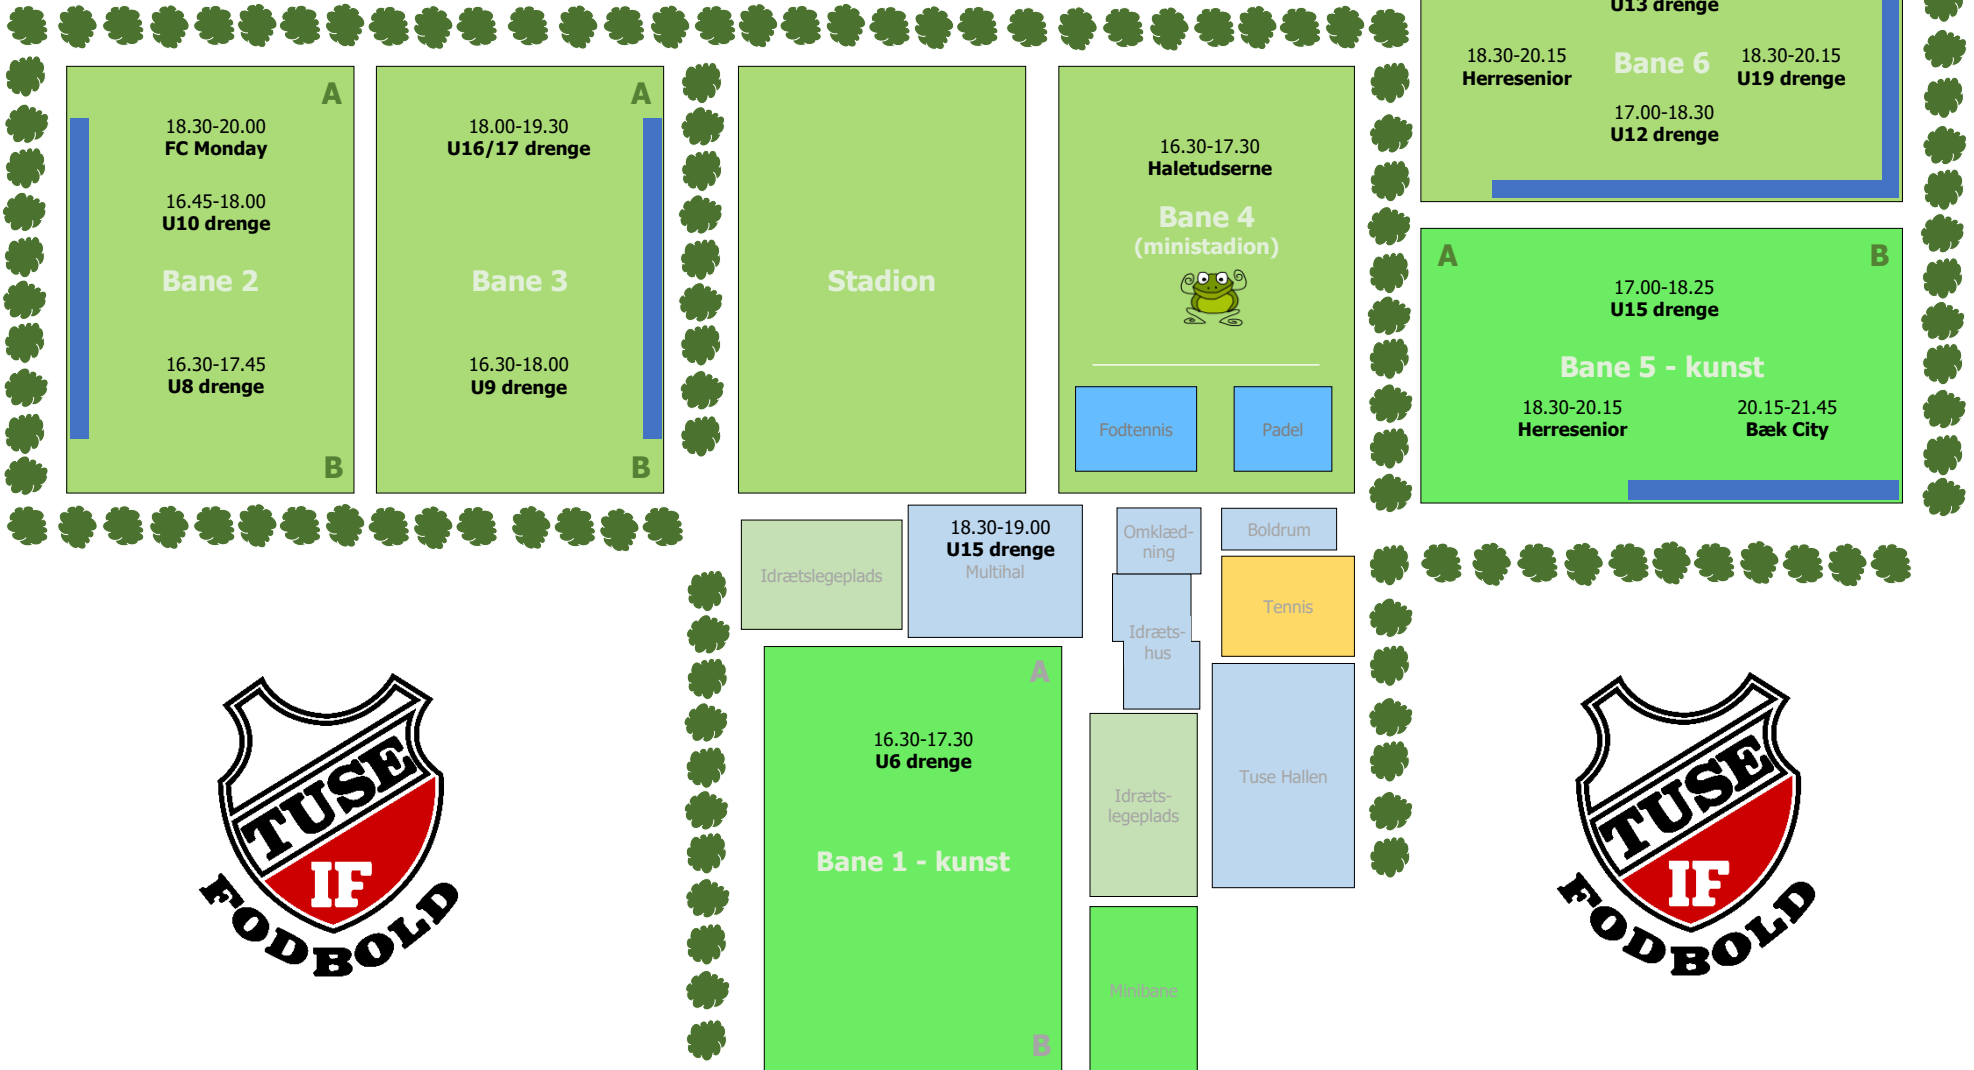 U13 drenge
18.30-20.15
Herresenior
Bane 6
18.30-20.15
U19 drenge
17.00-18.30
U12 drenge
A
18.30-20.00
FC Monday
16.45-18.00
U10 drenge
Bane 2
16.30-17.45
U8 drenge
B
A
18.00-19.30
U16/17 drenge
Bane 3
16.30-18.00
U9 drenge
B
Stadion
16.30-17.30
Haletudserne
Bane 4
(ministadion)
Fodtennis
Padel
A
B
17.00-18.25
U15 drenge
Bane 5 - kunst
18.30-20.15
Herresenior
20.15-21.45
Bæk City
Idrætslegeplads
18.30-19.00
U15 drenge
Multihal
Omklæd-
ning
Boldrum
Tennis
Idræts-
hus
A
16.30-17.30
U6 drenge
Bane 1 - kunst
B
Idræts-
legeplads
Tuse Hallen
Minibane
TUSE
IF
FODBOLD
TUSE
IF
FODBOLD